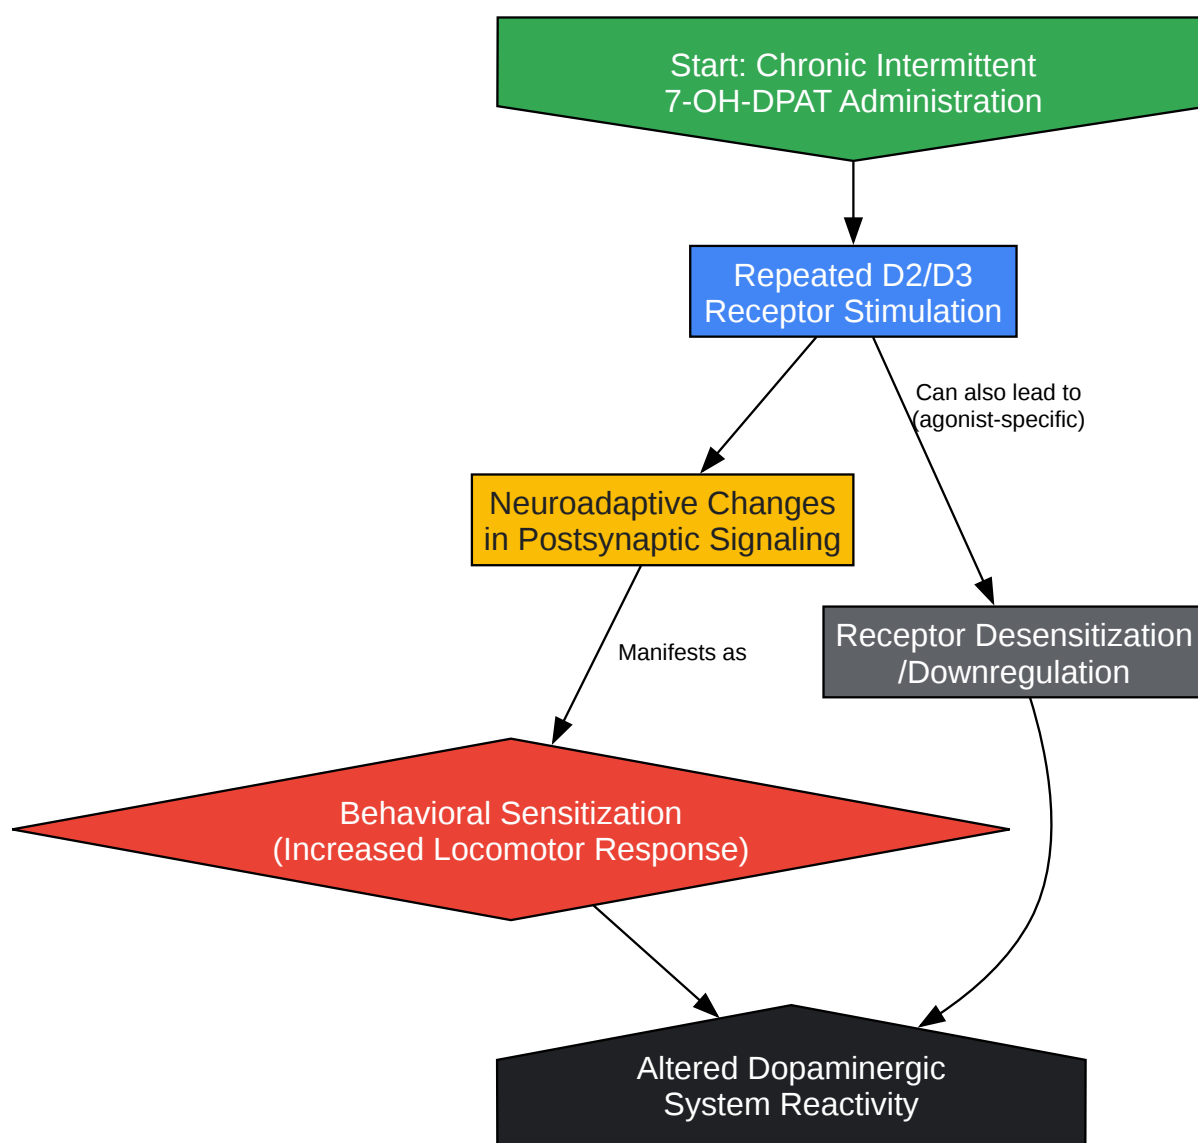 Start: Chronic Intermittent
7-OH-DPAT Administration
Repeated D2/D3
Receptor Stimulation
Can also lead to
(agonist-specific)
Neuroadaptive Changes
in Postsynaptic Signaling
Receptor Desensitization
/Downregulation
Manifests as
Behavioral Sensitization
(Increased Locomotor Response)
Altered Dopaminergic
System Reactivity